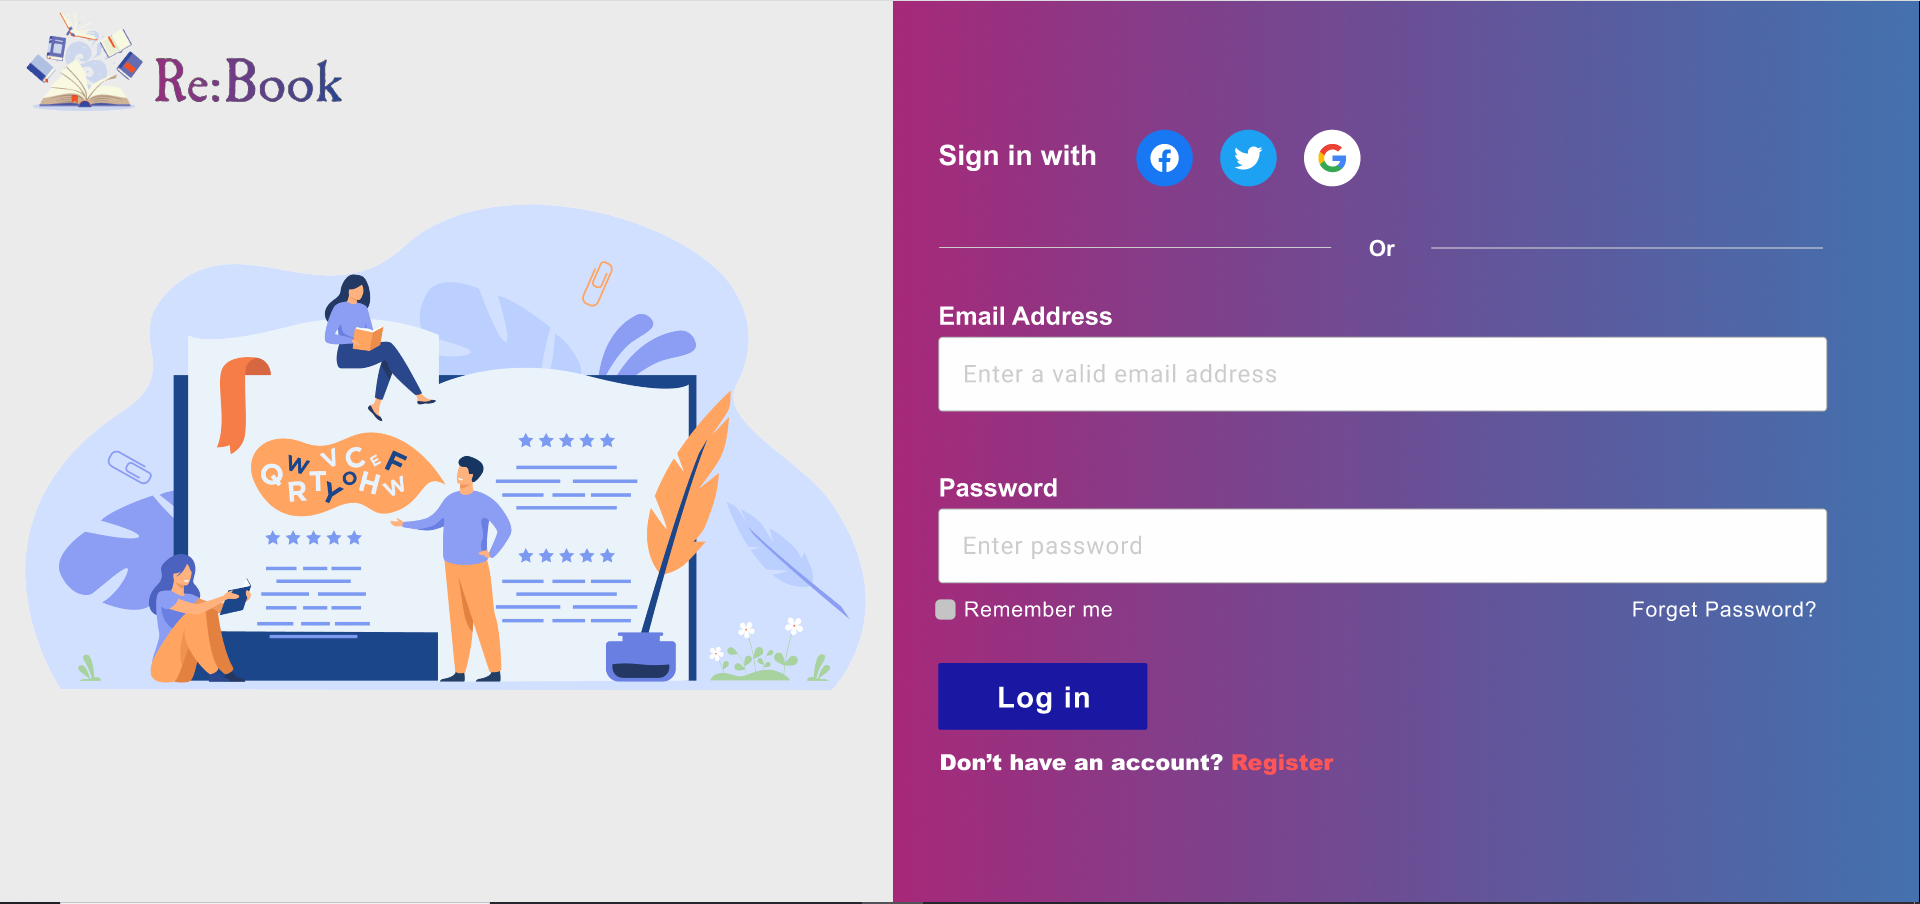 Re:Book
Sign in with
Or
Email Address
Enter a valid email address
Password
Enter password
Remember me
Forget Password?
Log in
Don’t have an account? Register
Q W V C E F
R T Y O H W